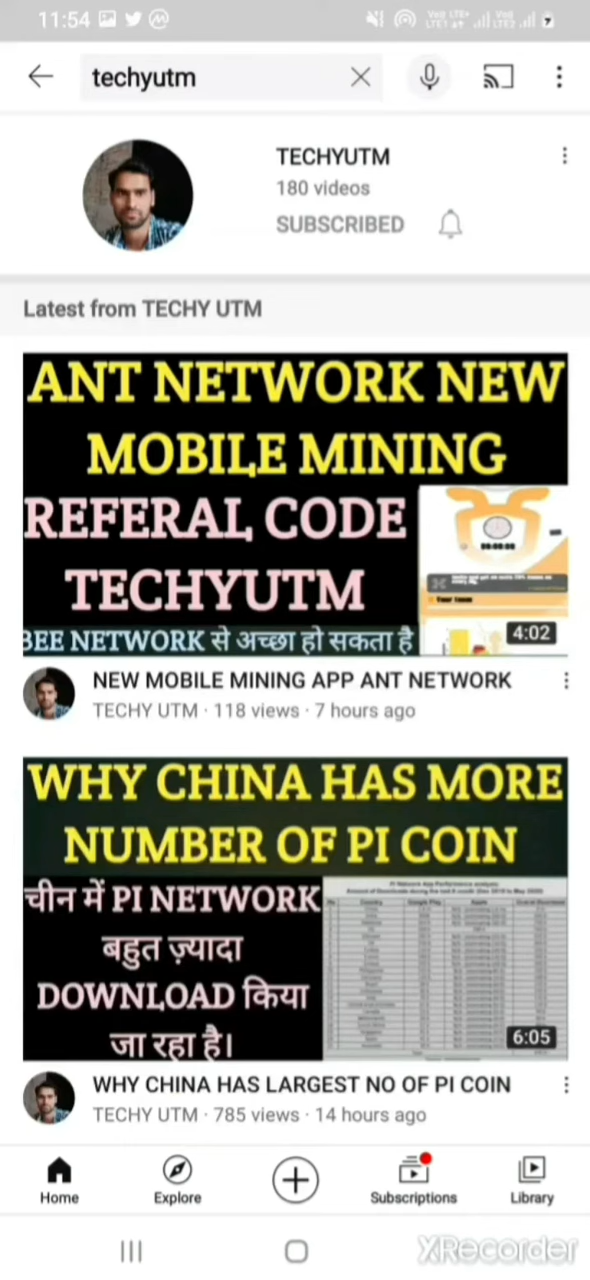 11:54
techyutm
TECHYUTM
180 videos
SUBSCRIBED
Latest from TECHY UTM
ANT NETWORK NEW
MOBILE MINING
REFERAL CODE
TECHYUTM
BEE NETWORK से अच्छा हो सकता है
4:02
NEW MOBILE MINING APP ANT NETWORK
TECHY UTM · 118 views · 7 hours ago
WHY CHINA HAS MORE
NUMBER OF PI COIN
चीन में PI NETWORK
बहुत ज़्यादा
DOWNLOAD किया
जा रहा है।
6:05
WHY CHINA HAS LARGEST NO OF PI COIN
TECHY UTM · 785 views · 14 hours ago
Home
Explore
Subscriptions
Library
XRecorder